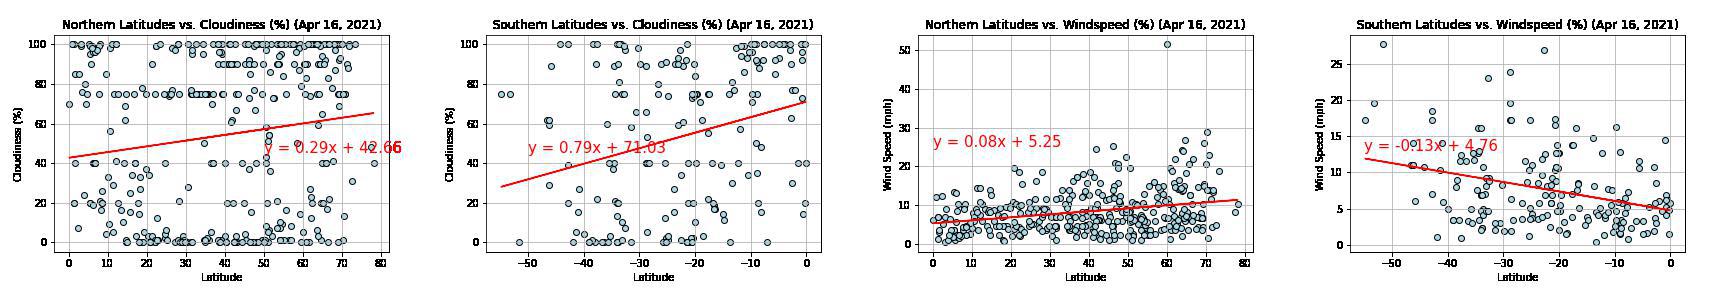 Northern Latitudes vs. Cloudiness (%) (Apr 16, 2021)
100
80
60
40
20
0
Cloudiness (%)
y = 0.29x + 42.66
0 10 20 30 40 50 60 70 80
Latitude
Southern Latitudes vs. Cloudiness (%) (Apr 16, 2021)
100
80
60
40
20
0
Cloudiness (%)
y = 0.79x + 71.03
−50 −40 −30 −20 −10 0
Latitude
Northern Latitudes vs. Windspeed (%) (Apr 16, 2021)
50
40
30
20
10
0
Wind Speed (mph)
y = 0.08x + 5.25
0 10 20 30 40 50 60 70 80
Latitude
Southern Latitudes vs. Windspeed (%) (Apr 16, 2021)
25
20
15
10
5
0
Wind Speed (mph)
y = -0.13x + 4.76
−50 −40 −30 −20 −10 0
Latitude